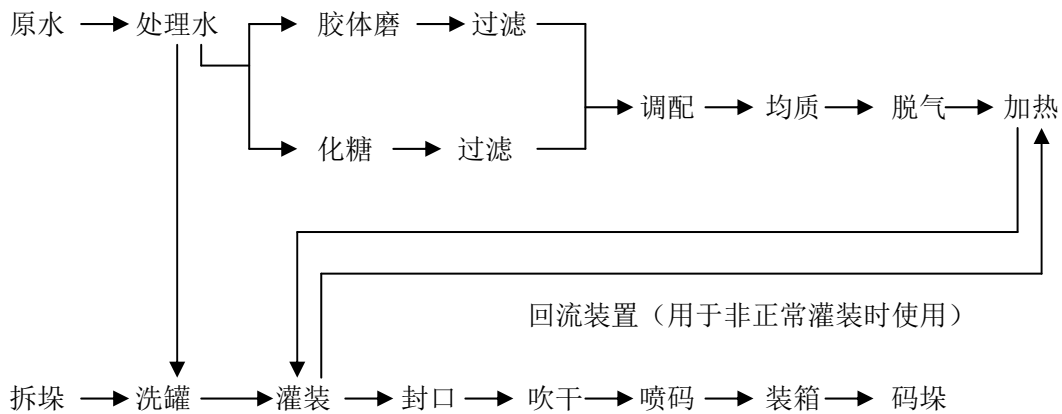 原水 处理水 胶体磨 过滤
调配 均质 脱气 加热
化糖 过滤
回流装置（用于非正常灌装时使用）
拆垛 洗罐 灌装 封口 吹干 喷码 装箱 码垛